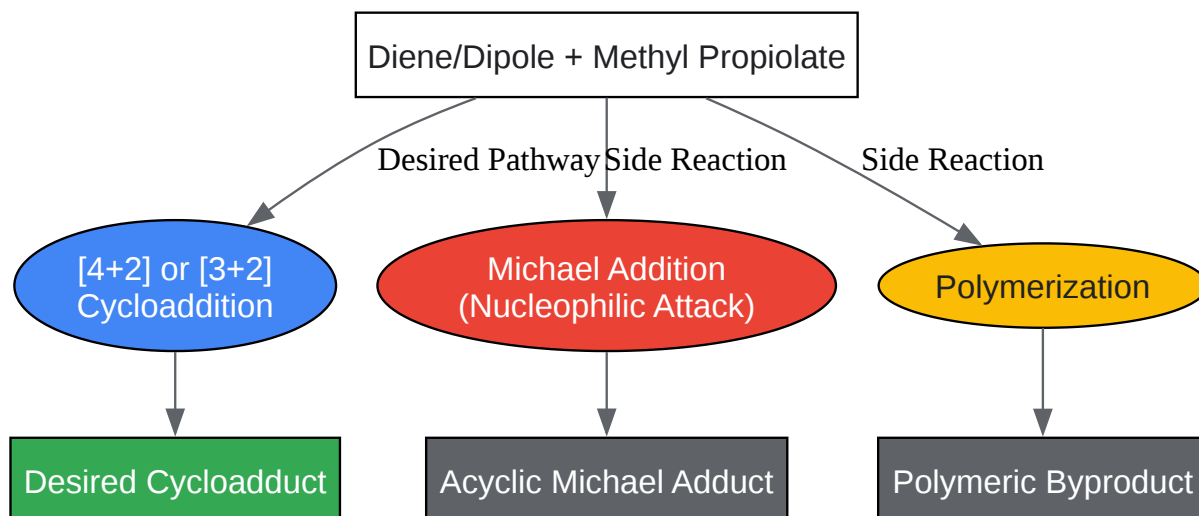 Diene/Dipole + Methyl Propiolate
Desired Pathway
Side Reaction
Side Reaction
[4+2] or [3+2]
Cycloaddition
Michael Addition
(Nucleophilic Attack)
Polymerization
Desired Cycloadduct
Acyclic Michael Adduct
Polymeric Byproduct